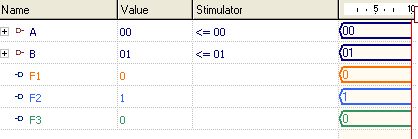 Name Value Stimulator 5 10
A 00 <= 00 00
B 01 <= 01 01
F1 0 0
F2 1 1
F3 0 0